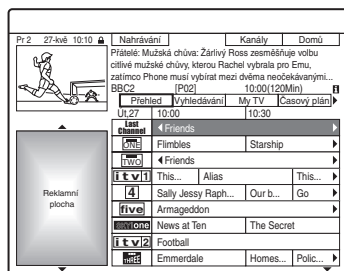 Pr 2 27-kvě 10:10 Nahrávání Kanály Domů
Přátelé: Mužská chůva: Žárlivý Ross zesměšňuje volbu
citlivé mužské chůvy, kterou Rachel vybrala pro Emu,
zatímco Phone musí vybírat mezi dvěma neočekávanými...
BBC2 [P02] 10:00(120Min)
Přehled Vyhledávání My TV Časový plán
Ut,27 10:00 10:30
Last Channel Friends
ONE Flimbles Starship
TWO Friends
itv1 This... Alias This...
4 Sally Jessy Raph... Our b... Go
five Armageddon
sky one News at Ten The Secret
itv2 Football
THREE Emmerdale Homes... Polic...
Reklamní
plocha